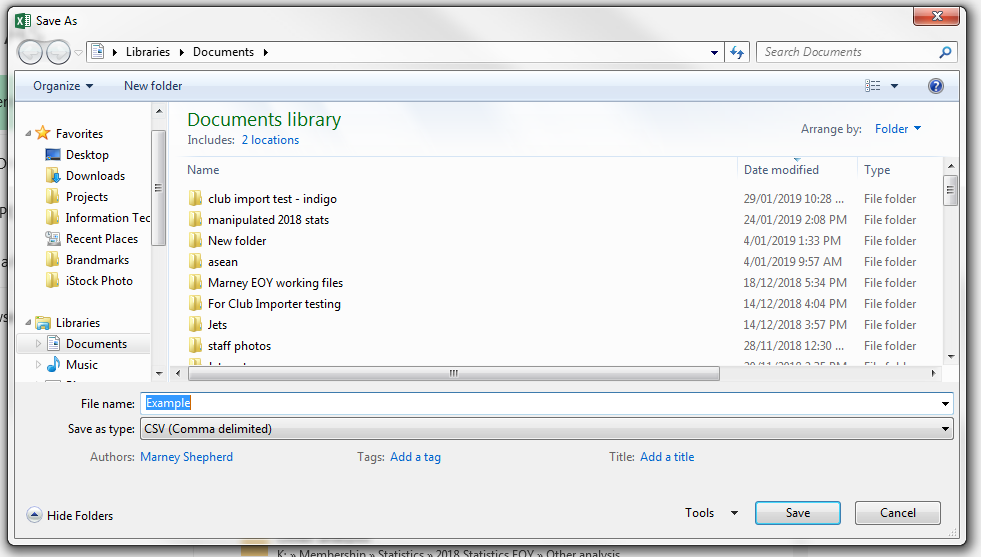 Save As
Libraries Documents
Search Documents
Organize New folder
Favorites
Desktop
Downloads
Projects
Information Tec
Recent Places
Brandmarks
iStock Photo
Libraries
Documents
Music
Documents library
Includes: 2 locations
Arrange by: Folder
Name Date modified Type
club import test - indigo 29/01/2019 10:28 ... File folder
manipulated 2018 stats 24/01/2019 2:08 PM File folder
New folder 4/01/2019 1:33 PM File folder
asean 4/01/2019 9:57 AM File folder
Marney EOY working files 18/12/2018 5:34 PM File folder
For Club Importer testing 14/12/2018 4:04 PM File folder
Jets 14/12/2018 3:57 PM File folder
staff photos 28/11/2018 12:30 ... File folder
File name: Example
Save as type: CSV (Comma delimited)
Authors: Marney Shepherd Tags: Add a tag Title: Add a title
Hide Folders
Tools Save Cancel
K: » Membership » Statistics » 2018 Statistics EOY » Other analysis